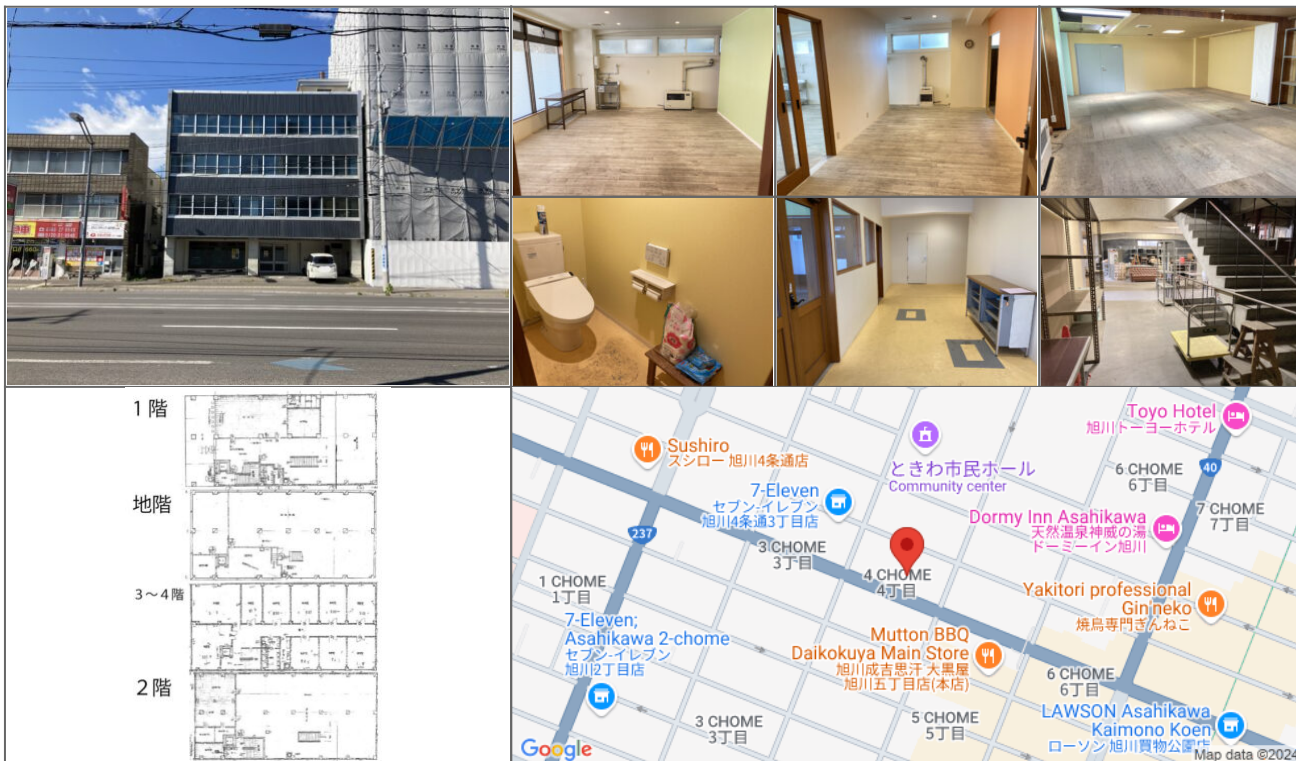 1階
地階
3～4階
2階
Sushiro
スシロー 旭川4条通店
7-Eleven
セブン-イレブン
旭川4条通3丁目店
ときわ市民ホール
Community center
Toyo Hotel
旭川トーヨーホテル
40
6 CHOME
6丁目
7 CHOME
7丁目
Dormy Inn Asahikawa
天然温泉神威の湯
ドーミーイン旭川
237
3 CHOME
3丁目
4 CHOME
4丁目
1 CHOME
1丁目
Yakitori professional
Gin'neko
焼鳥専門ぎんねこ
7-Eleven;
Asahikawa 2-chome
セブン-イレブン
旭川2丁目店
Mutton BBQ
Daikokuya Main Store
旭川成吉思汗 大黒屋
旭川五丁目店(本店)
6 CHOME
6丁目
3 CHOME
3丁目
5 CHOME
5丁目
LAWSON Asahikawa
Kaimono Koen
ローソン 旭川買物公園店
Google
Map data ©2024